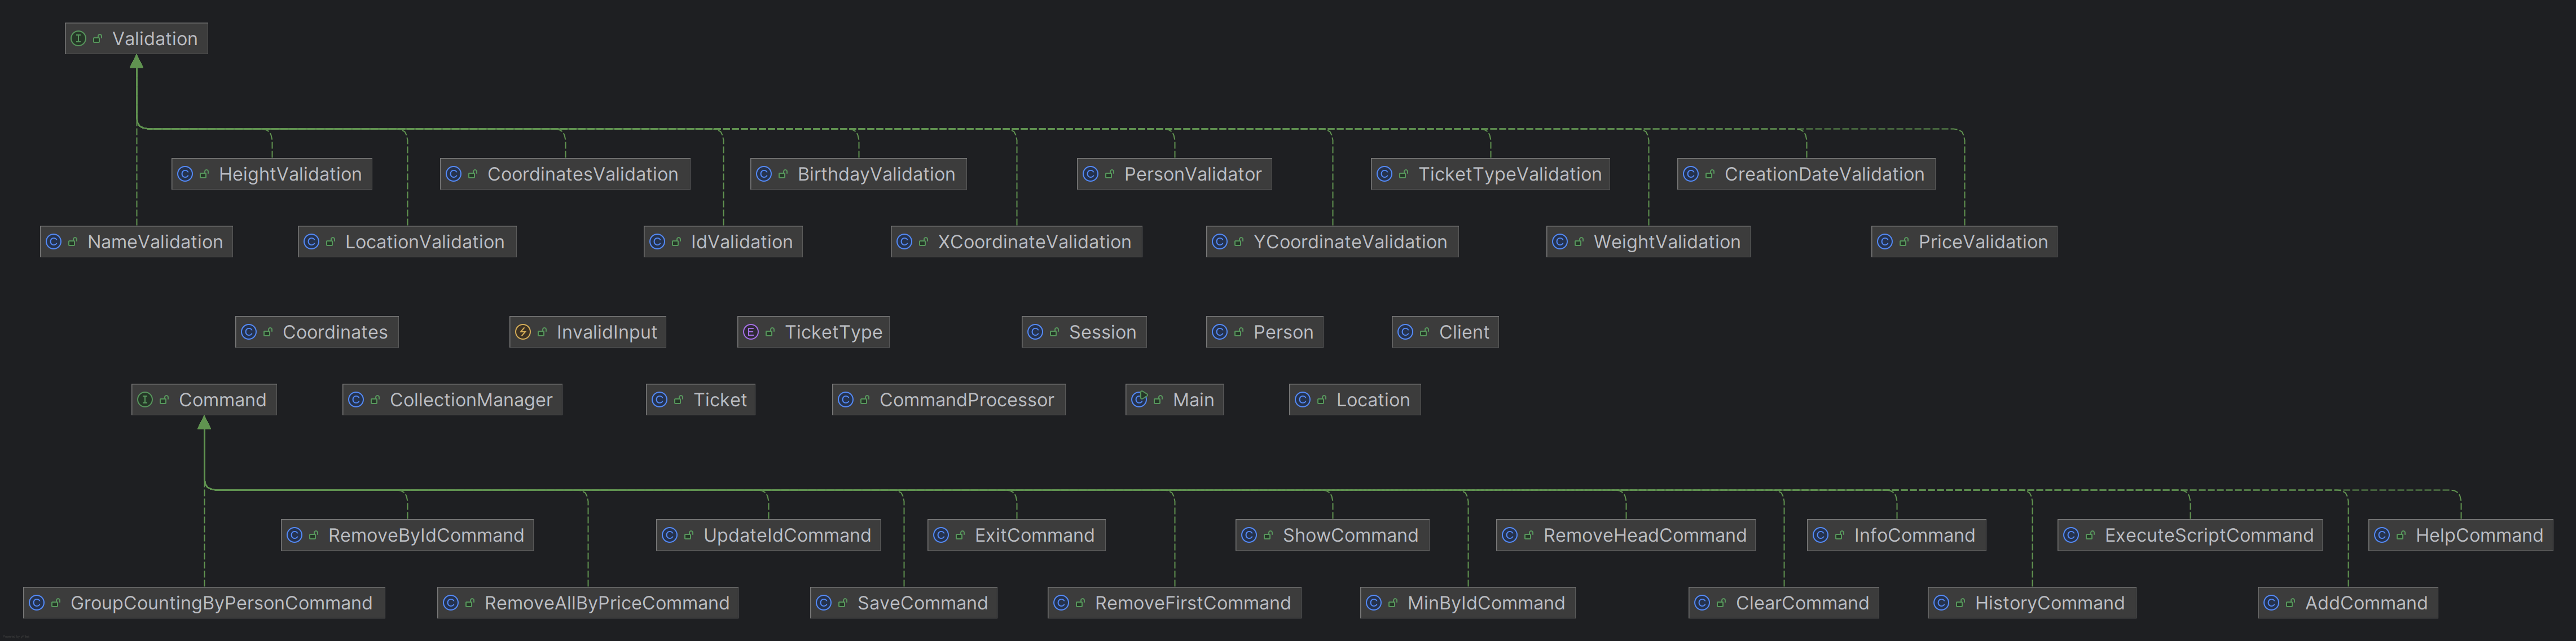 Validation
HeightValidation CoordinatesValidation BirthdayValidation PersonValidator TicketTypeValidation CreationDateValidation
NameValidation LocationValidation IdValidation XCoordinateValidation YCoordinateValidation WeightValidation PriceValidation
Coordinates InvalidInput TicketType Session Person Client
Command CollectionManager Ticket CommandProcessor Main Location
RemoveByIdCommand UpdateIdCommand ExitCommand ShowCommand RemoveHeadCommand InfoCommand ExecuteScriptCommand HelpCommand
GroupCountingByPersonCommand RemoveAllByPriceCommand SaveCommand RemoveFirstCommand MinByIdCommand ClearCommand HistoryCommand AddCommand